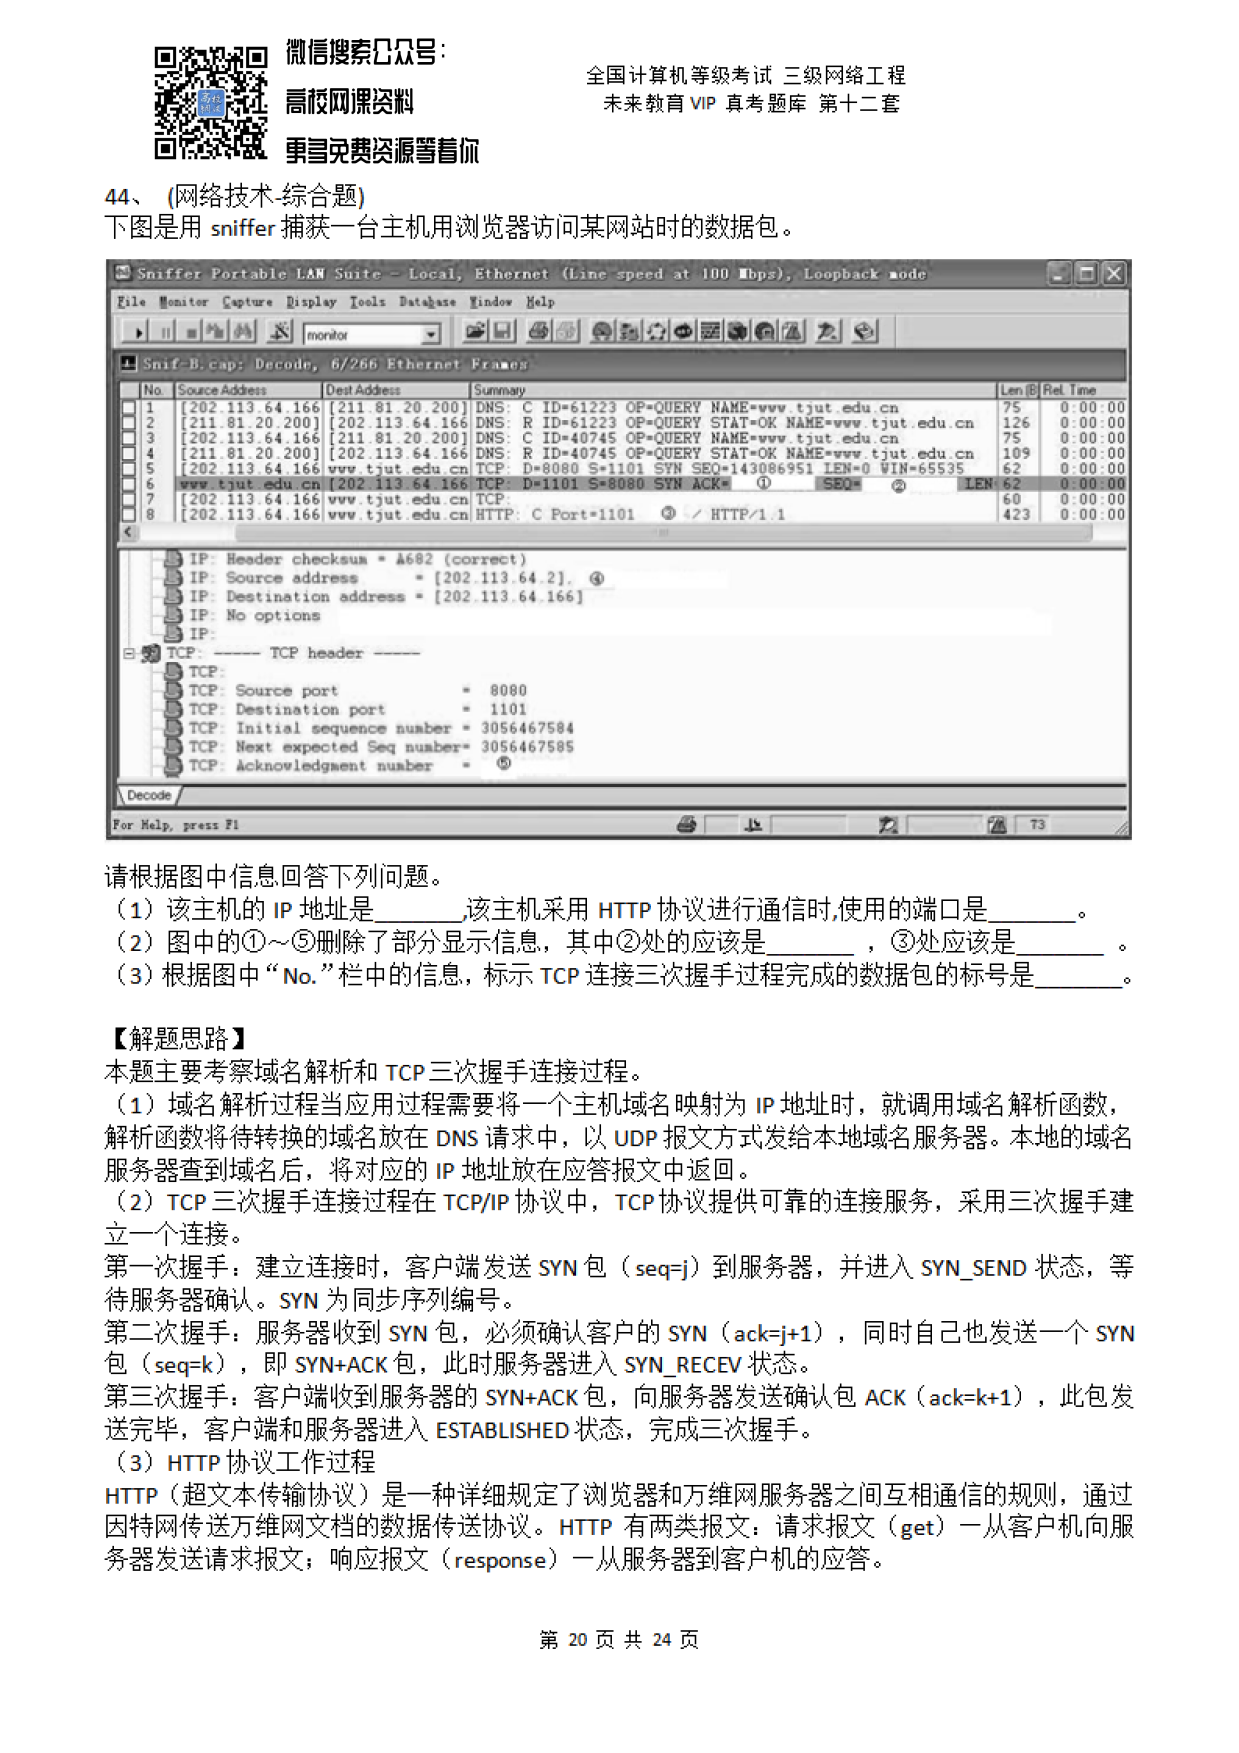 微信搜索公众号：
高校网课资料
更多免费资源等着你
全国计算机等级考试 三级网络工程
未来教育 VIP 真考题库 第十二套
44、 (网络技术-综合题)
下图是用 sniffer 捕获一台主机用浏览器访问某网站时的数据包。
Sniffer Portable LAN Suite - Local, Ethernet (Line speed at 100 Mbps), Loopback mode
File Monitor Capture Display Tools Database Window Help
monitor
Snif-B.cap: Decode, 6/266 Ethernet Frames
No. Source Address Dest Address Summary Len (B Rel. Time
1 [202.113.64.166 [211.81.20.200] DNS: C ID=61223 OP=QUERY NAME=www.tjut.edu.cn 75 0:00:00
2 [211.81.20.200] [202.113.64.166 DNS: R ID=61223 OP=QUERY STAT=OK NAME=www.tjut.edu.cn 126 0:00:00
3 [202.113.64.166 [211.81.20.200] DNS: C ID=40745 OP=QUERY NAME=www.tjut.edu.cn 75 0:00:00
4 [211.81.20.200] [202.113.64.166 DNS: R ID=40745 OP=QUERY STAT=OK NAME=www.tjut.edu.cn 109 0:00:00
5 [202.113.64.166 www.tjut.edu.cn TCP: D=8080 S=1101 SYN SEQ=143086951 LEN=0 WIN=65535 62 0:00:00
6 www.tjut.edu.cn [202.113.64.166 TCP: D=1101 S=8080 SYN ACK= ① SEQ= ② LEN 62 0:00:00
7 [202.113.64.166 www.tjut.edu.cn TCP: 60 0:00:00
8 [202.113.64.166 www.tjut.edu.cn HTTP: C Port=1101 ③ / HTTP/1.1 423 0:00:00
IP: Header checksum = A682 (correct)
IP: Source address = [202.113.64.2], ④
IP: Destination address = [202.113.64.166]
IP: No options
IP:
TCP: ----- TCP header -----
TCP:
TCP: Source port = 8080
TCP: Destination port = 1101
TCP: Initial sequence number = 3056467584
TCP: Next expected Seq number= 3056467585
TCP: Acknowledgment number = ⑤
Decode
For Help, press F1 73
请根据图中信息回答下列问题。
（1）该主机的 IP 地址是_______,该主机采用 HTTP 协议进行通信时,使用的端口是_______。
（2）图中的①～⑤删除了部分显示信息，其中②处的应该是_______ ，③处应该是_______ 。
（3）根据图中“No.”栏中的信息，标示 TCP 连接三次握手过程完成的数据包的标号是_______。
【解题思路】
本题主要考察域名解析和 TCP 三次握手连接过程。
（1）域名解析过程当应用过程需要将一个主机域名映射为 IP 地址时，就调用域名解析函数，
解析函数将待转换的域名放在 DNS 请求中，以 UDP 报文方式发给本地域名服务器。本地的域名
服务器查到域名后，将对应的 IP 地址放在应答报文中返回。
（2）TCP 三次握手连接过程在 TCP/IP 协议中，TCP 协议提供可靠的连接服务，采用三次握手建
立一个连接。
第一次握手：建立连接时，客户端发送 SYN 包（seq=j）到服务器，并进入 SYN_SEND 状态，等
待服务器确认。SYN 为同步序列编号。
第二次握手：服务器收到 SYN 包，必须确认客户的 SYN（ack=j+1），同时自己也发送一个 SYN
包（seq=k），即 SYN+ACK 包，此时服务器进入 SYN_RECEV 状态。
第三次握手：客户端收到服务器的 SYN+ACK 包，向服务器发送确认包 ACK（ack=k+1），此包发
送完毕，客户端和服务器进入 ESTABLISHED 状态，完成三次握手。
（3）HTTP 协议工作过程
HTTP（超文本传输协议）是一种详细规定了浏览器和万维网服务器之间互相通信的规则，通过
因特网传送万维网文档的数据传送协议。HTTP 有两类报文：请求报文（get）—从客户机向服
务器发送请求报文；响应报文（response）—从服务器到客户机的应答。
第 20 页 共 24 页